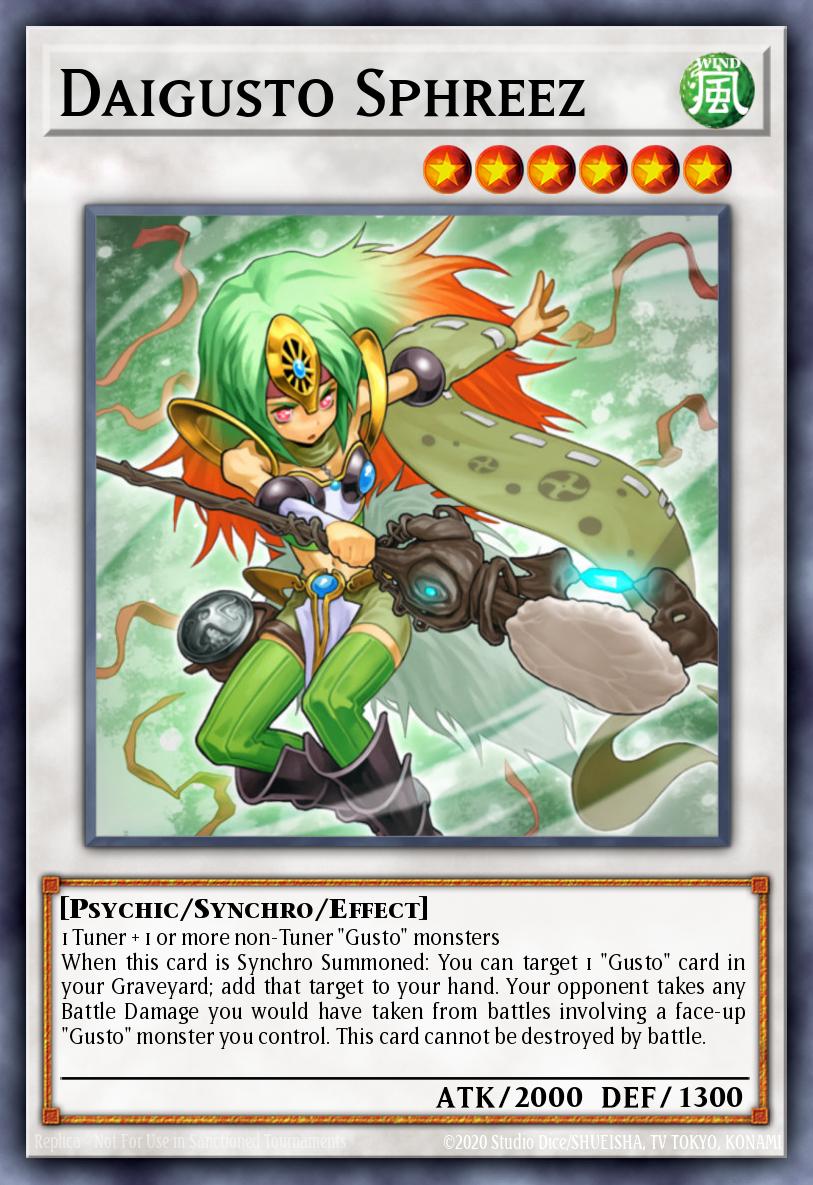 Daigusto Sphreez
WIND
風
[Psychic/Synchro/Effect]
1 Tuner + 1 or more non-Tuner "Gusto" monsters
When this card is Synchro Summoned: You can target 1 "Gusto" card in
your Graveyard; add that target to your hand. Your opponent takes any
Battle Damage you would have taken from battles involving a face-up
"Gusto" monster you control. This card cannot be destroyed by battle.
ATK/2000 DEF/1300
Replica - Not For Use in Sanctioned Tournaments ©2020 Studio Dice/SHUEISHA, TV TOKYO, KONAMI